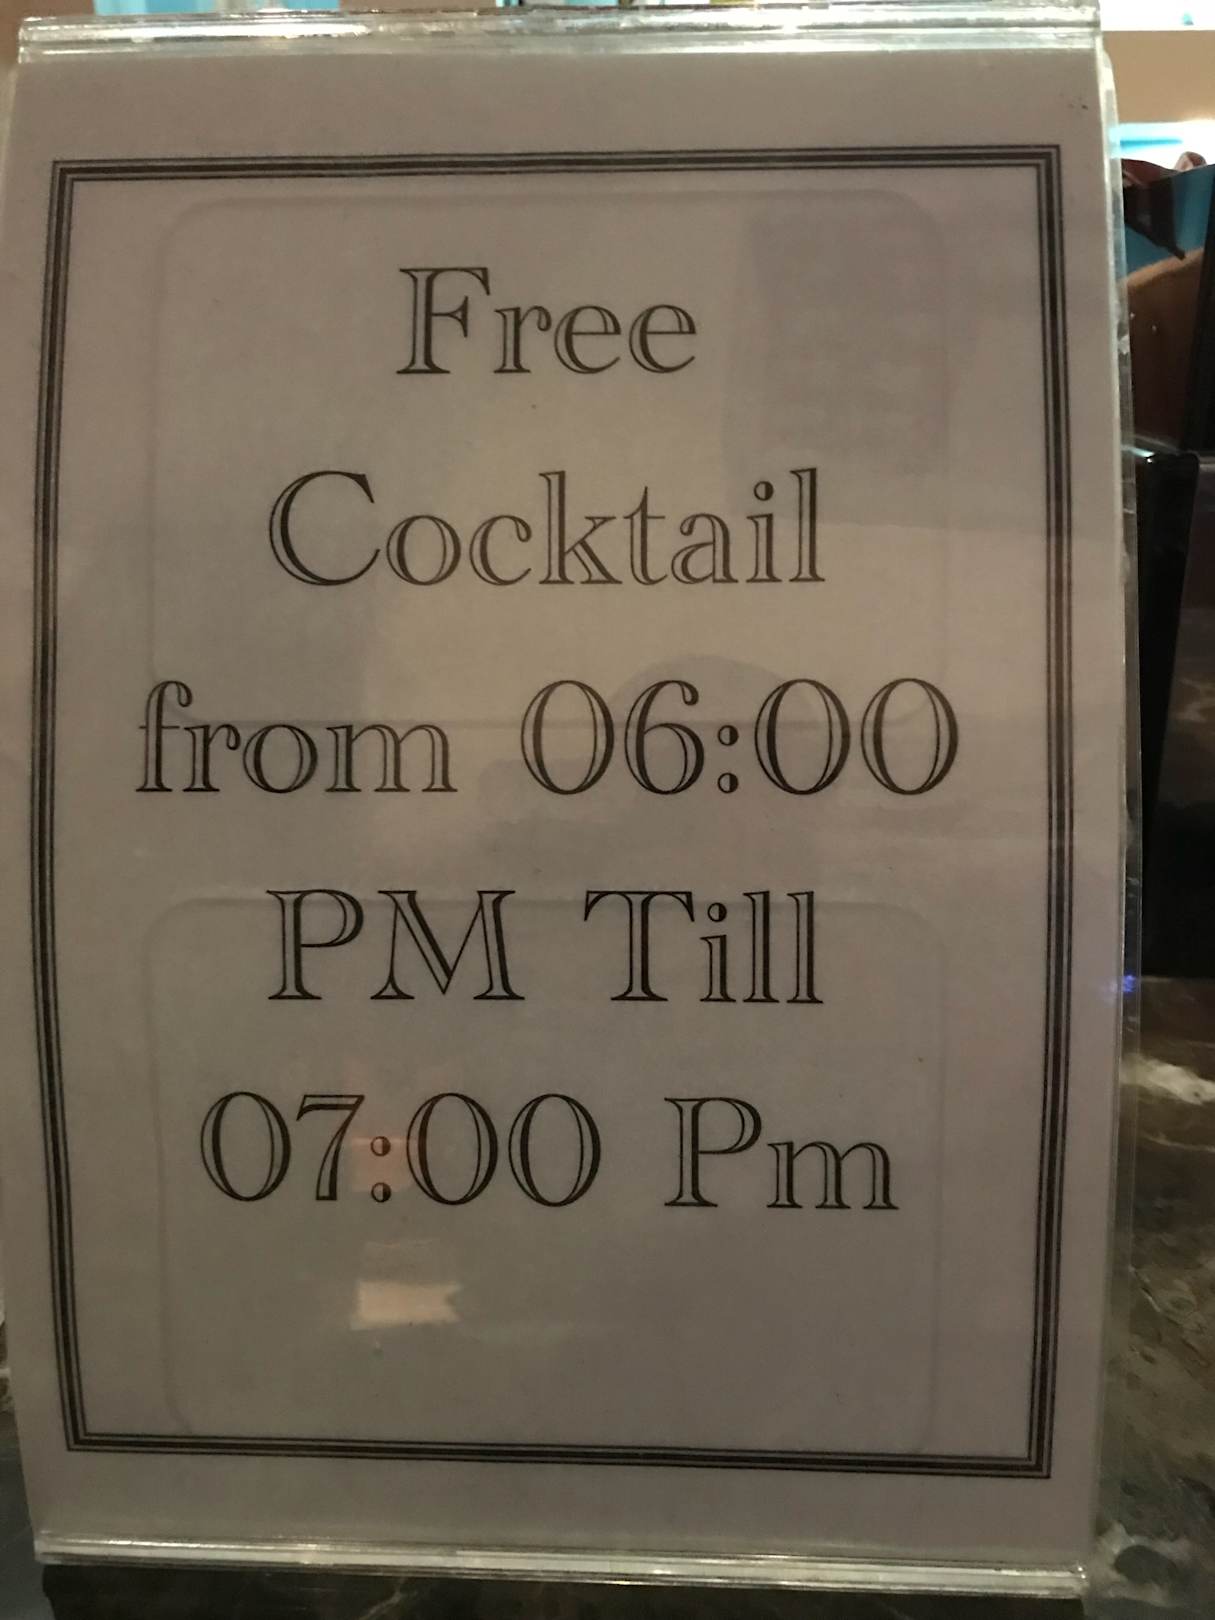 Free
Cocktail
from 06:00
PM Till
07:00 Pm